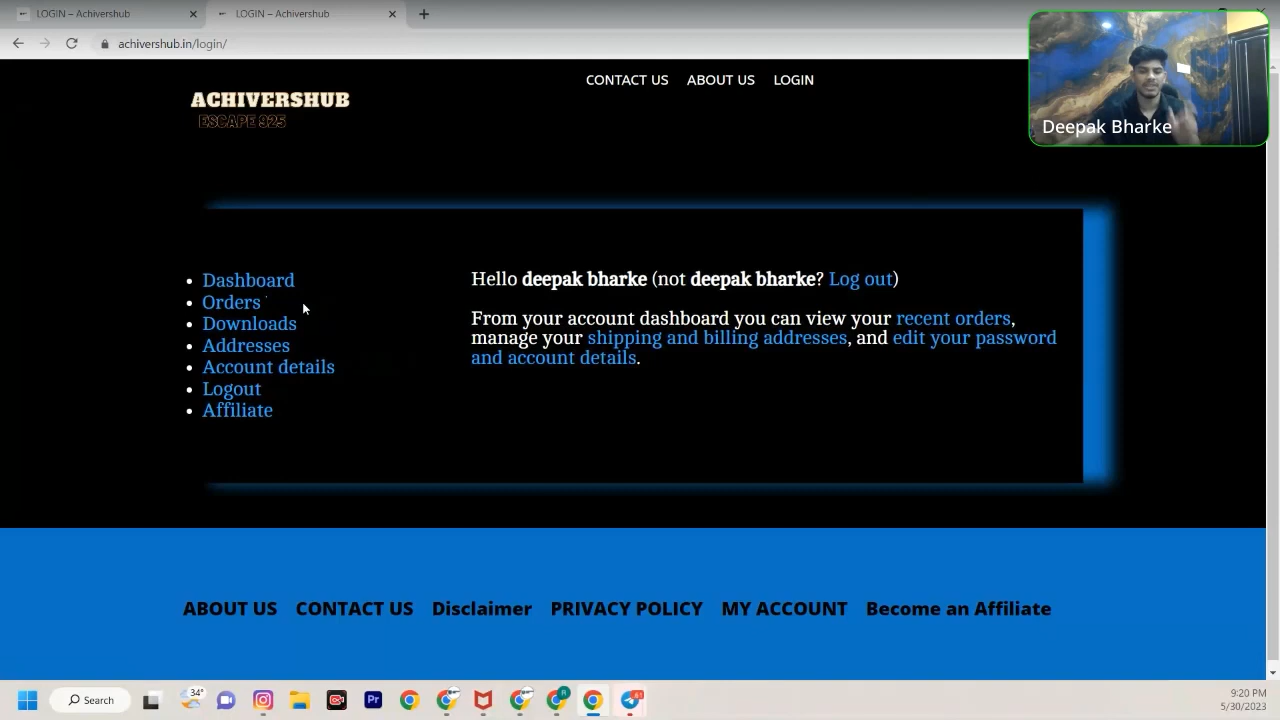 LOGIN – Achivershub
LOGIN – Achivershub
achivershub.in/login/
CONTACT US ABOUT US LOGIN
ACHIVERSHUB
ESCAPE 925
Deepak Bharke
Dashboard
Orders
Downloads
Addresses
Account details
Logout
Affiliate
Hello deepak bharke (not deepak bharke? Log out)
From your account dashboard you can view your recent orders,
manage your shipping and billing addresses, and edit your password
and account details.
ABOUT US CONTACT US Disclaimer PRIVACY POLICY MY ACCOUNT Become an Affiliate
34°
Search
Pr
R
9:20 PM
5/30/2023